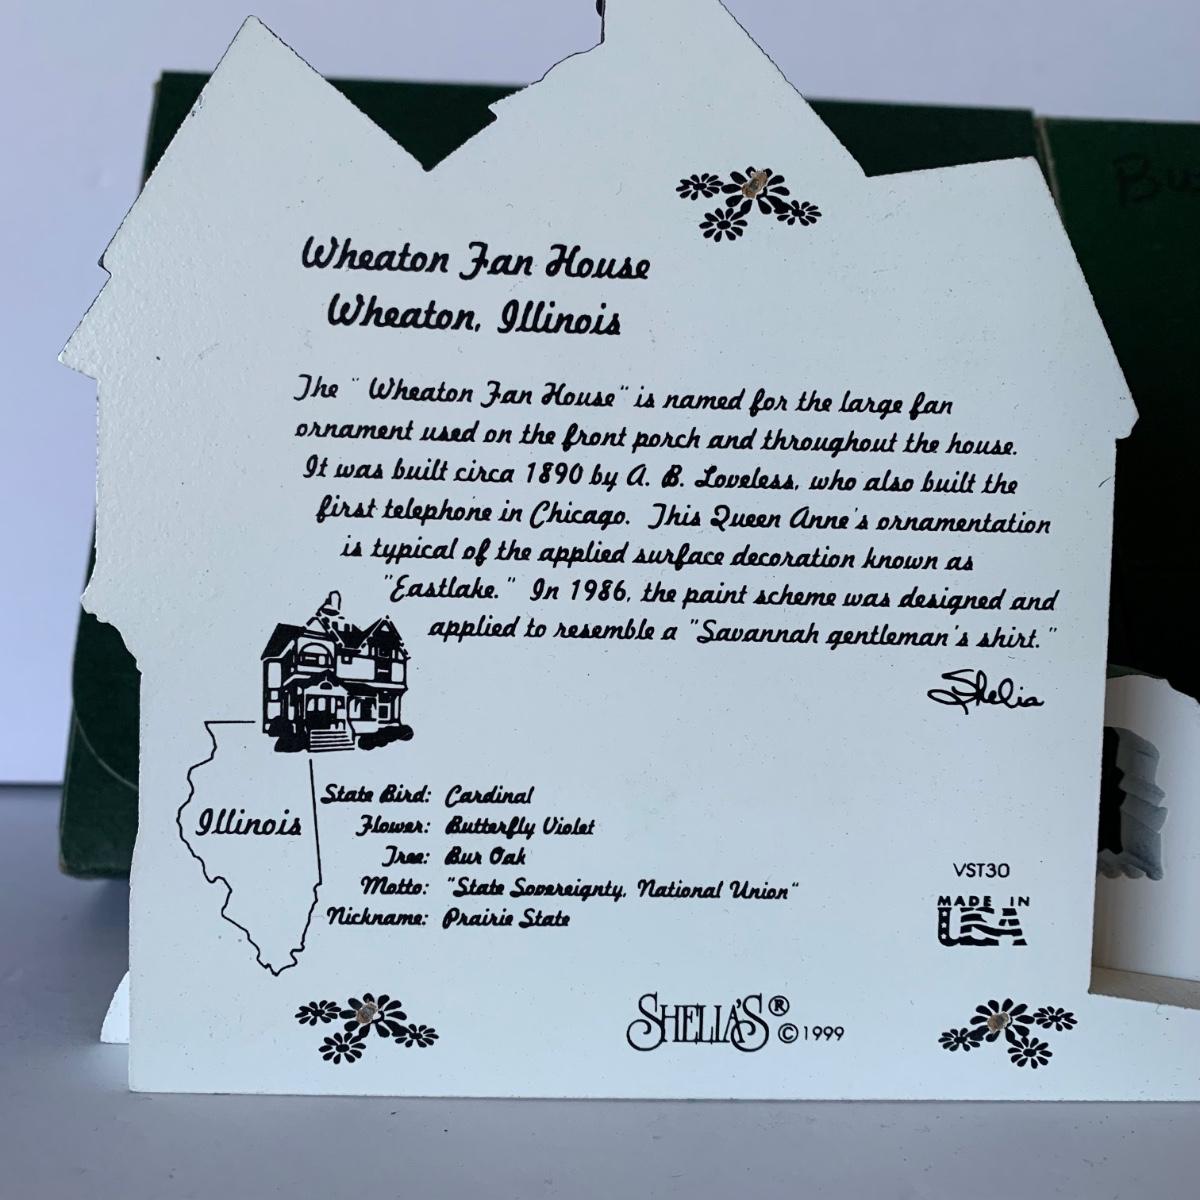 Bu
Wheaton Fan House
Wheaton, Illinois
The " Wheaton Fan House" is named for the large fan
ornament used on the front porch and throughout the house.
It was built circa 1890 by A. B. Loveless, who also built the
first telephone in Chicago. This Queen Anne's ornamentation
is typical of the applied surface decoration known as
"Eastlake." In 1986, the paint scheme was designed and
applied to resemble a "Savannah gentleman's shirt."
Shelia
Illinois
State Bird: Cardinal
Flower: Butterfly Violet
Tree: Bur Oak
Motto: "State Sovereignty, National Union"
Nickname: Prairie State
VST30
MADE IN
USA
SHELIA'S® ©1999